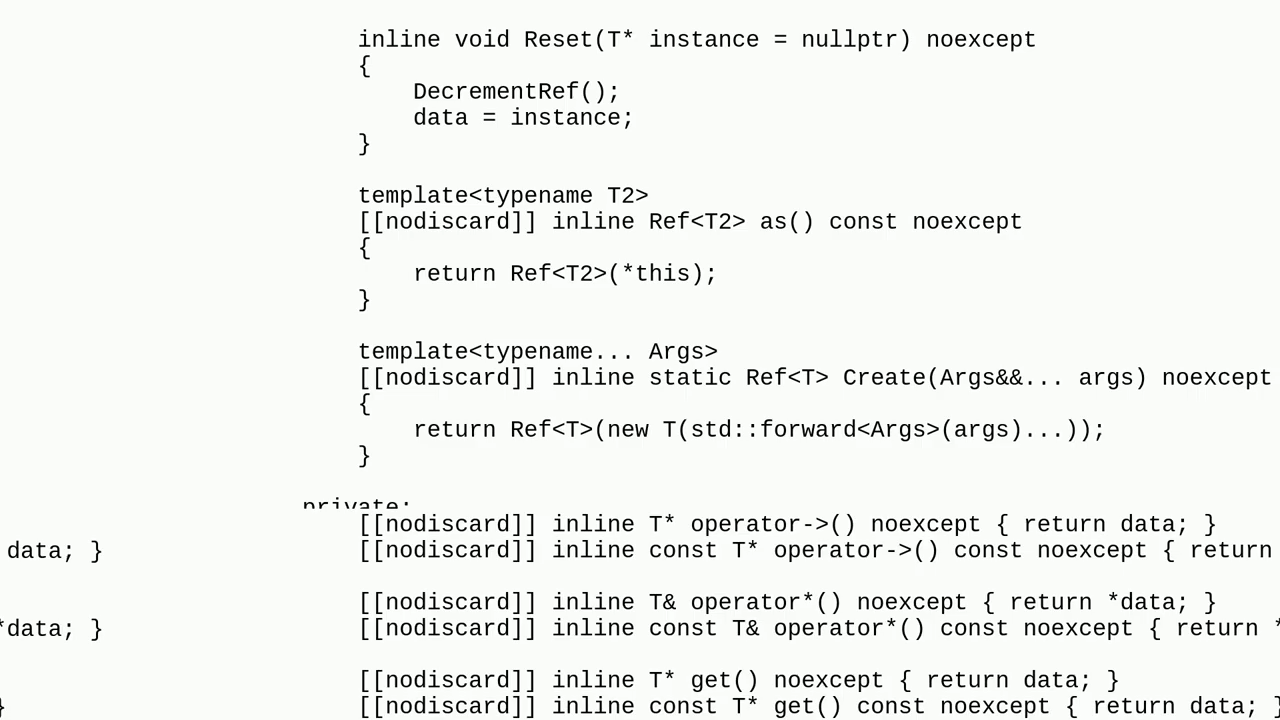 inline void Reset(T* instance = nullptr) noexcept
{
DecrementRef();
data = instance;
}
template<typename T2>
[[nodiscard]] inline Ref<T2> as() const noexcept
{
return Ref<T2>(*this);
}
template<typename... Args>
[[nodiscard]] inline static Ref<T> Create(Args&&... args) noexcept
{
return Ref<T>(new T(std::forward<Args>(args)...));
}
private:
[[nodiscard]] inline T* operator->() noexcept { return data; }
data; } [[nodiscard]] inline const T* operator->() const noexcept { return
[[nodiscard]] inline T& operator*() noexcept { return *data; }
*data; } [[nodiscard]] inline const T& operator*() const noexcept { return *
[[nodiscard]] inline T* get() noexcept { return data; }
} [[nodiscard]] inline const T* get() const noexcept { return data; }